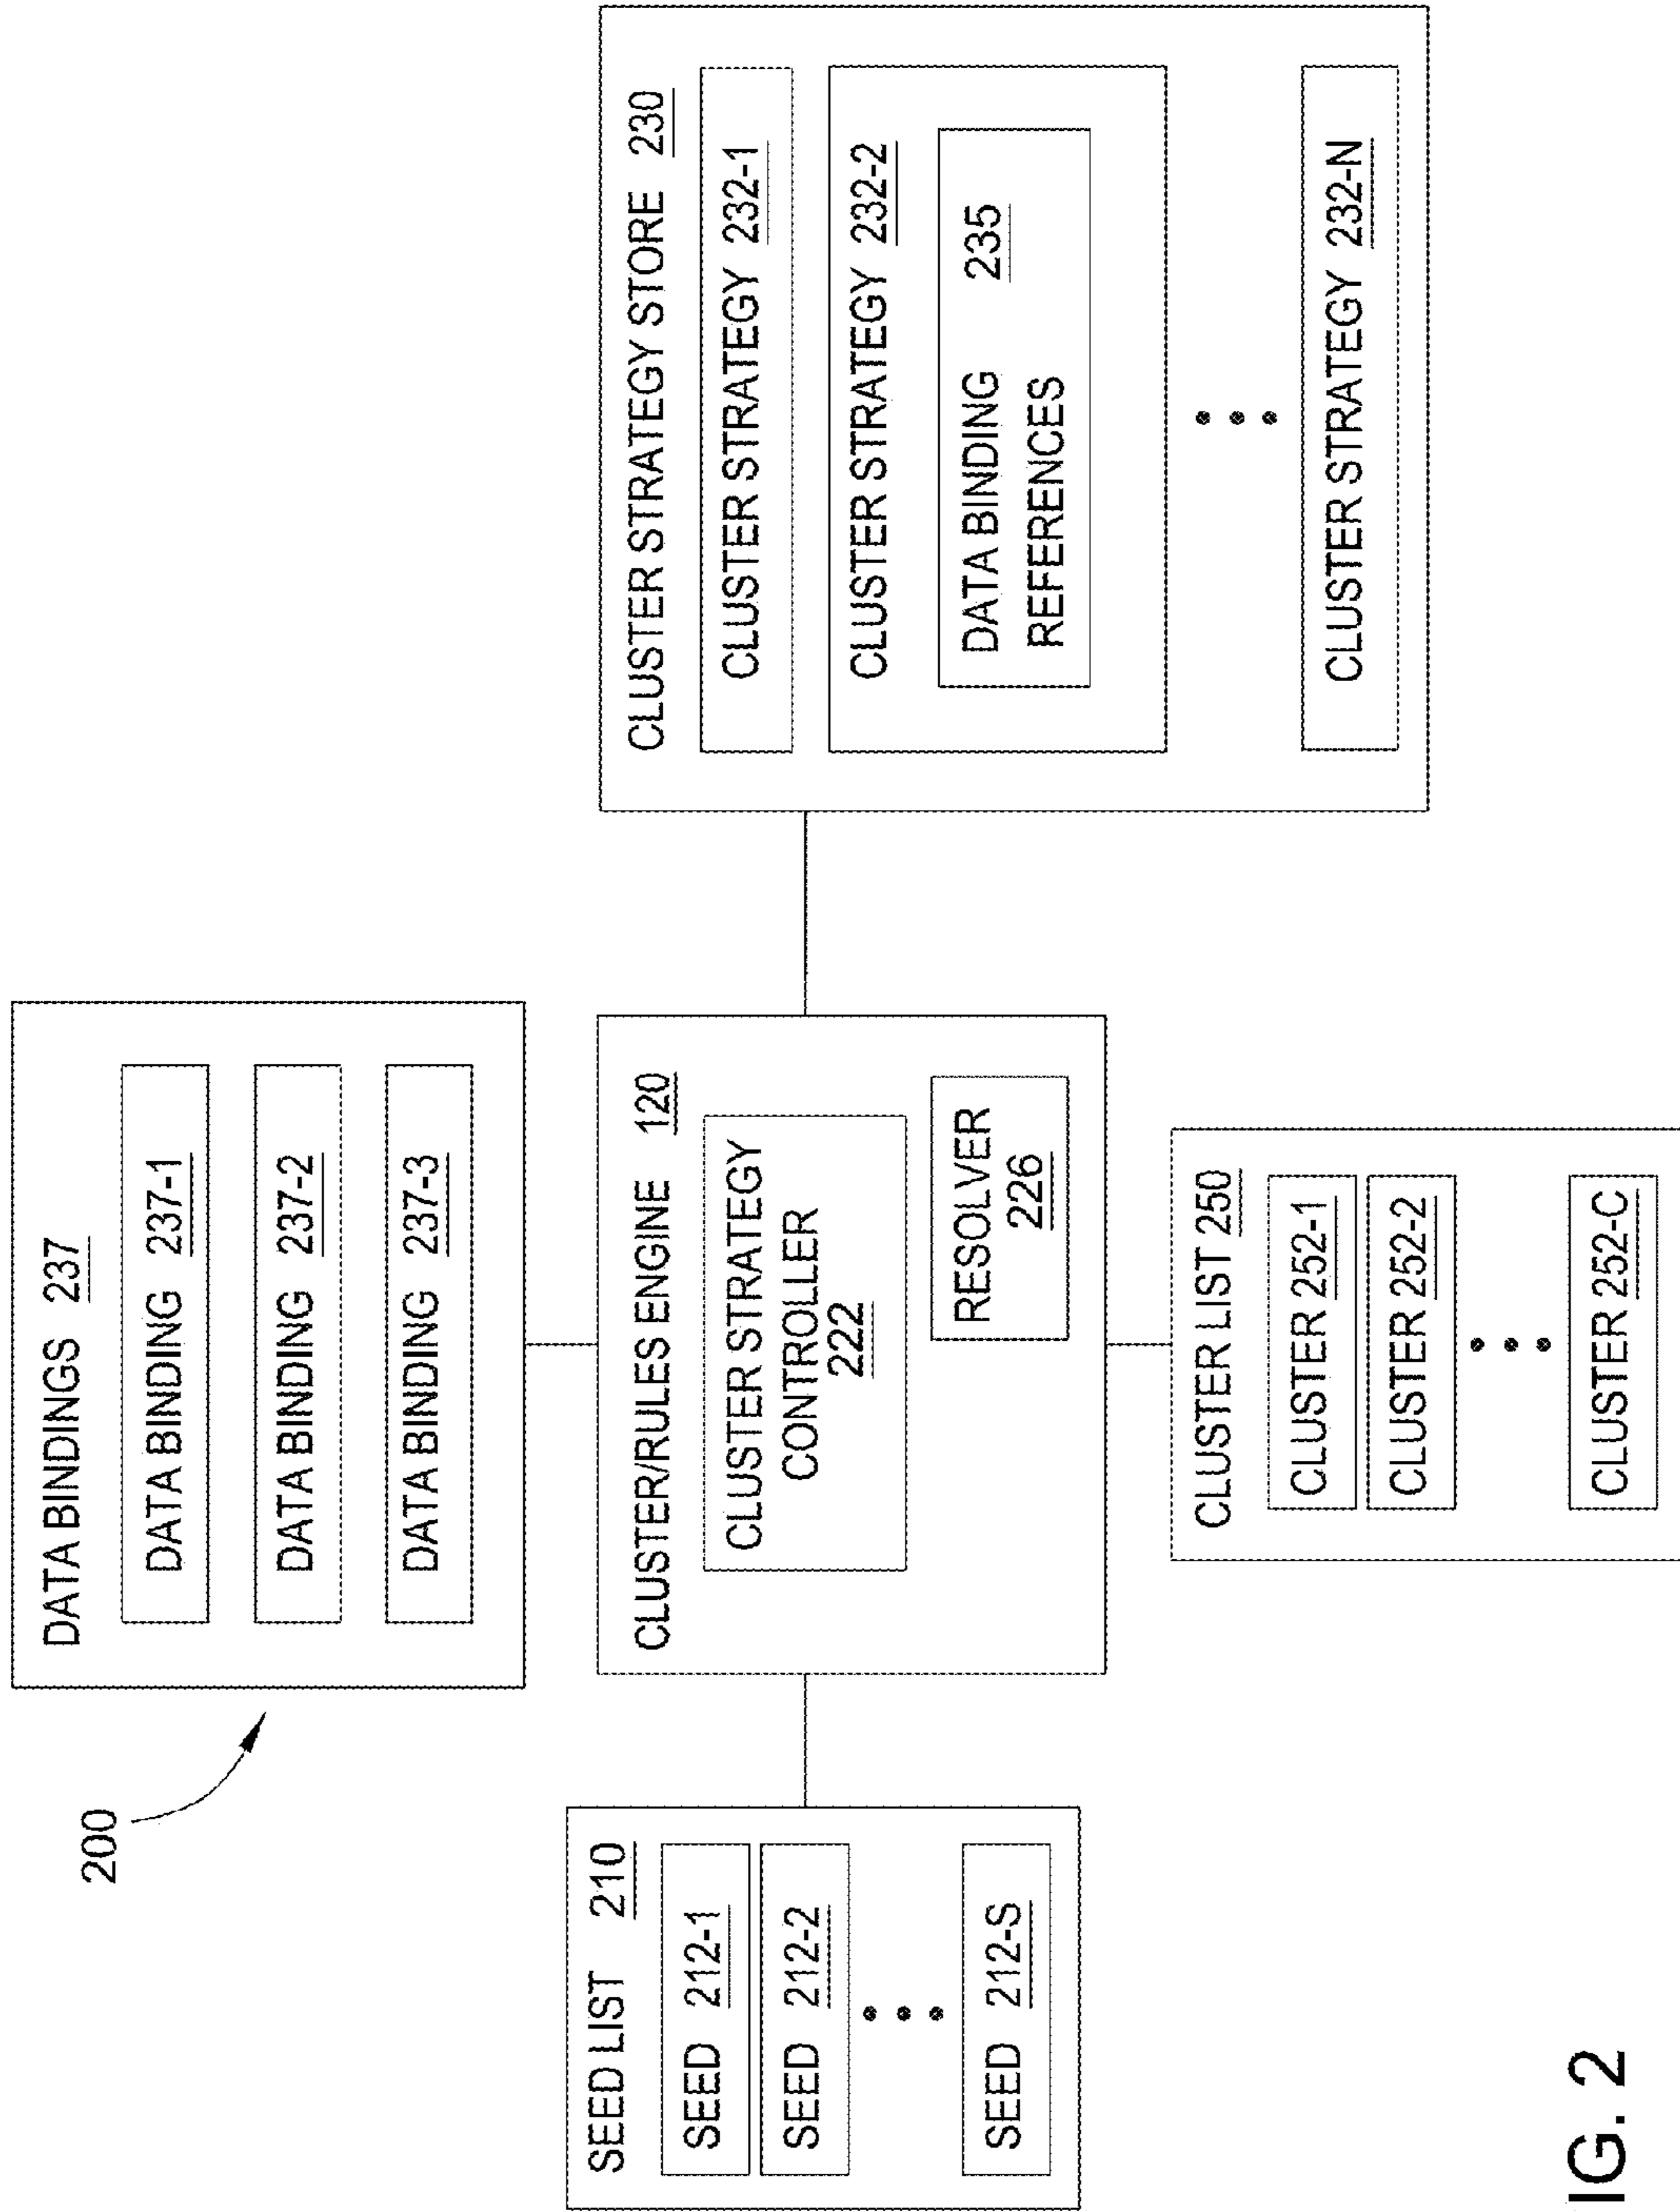 200
DATA BINDINGS 237
DATA BINDING 237-1
DATA BINDING 237-2
DATA BINDING 237-3
SEED LIST 210
SEED 212-1
SEED 212-2
SEED 212-S
CLUSTER/RULES ENGINE 120
CLUSTER STRATEGY
CONTROLLER
222
RESOLVER
226
CLUSTER STRATEGY STORE 230
CLUSTER STRATEGY 232-1
CLUSTER STRATEGY 232-2
DATA BINDING 235
REFERENCES
CLUSTER STRATEGY 232-N
CLUSTER LIST 250
CLUSTER 252-1
CLUSTER 252-2
CLUSTER 252-C
IG. 2